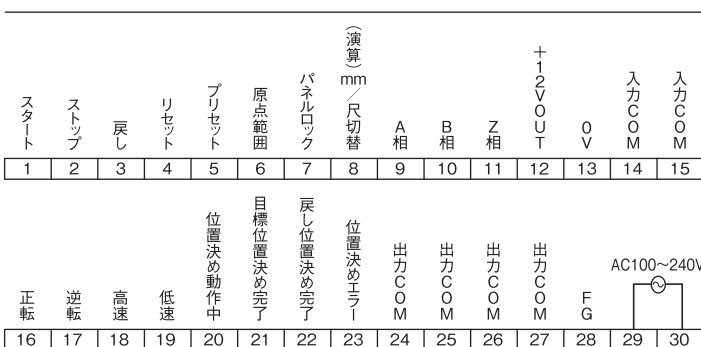 スタート
ストップ
戻し
リセット
プリセット
原点範囲
パネルロック
(演算)mm/尺切替
A相
B相
Z相
+12VOUT
0V
入力COM
入力COM
1 2 3 4 5 6 7 8 9 10 11 12 13 14 15
正転
逆転
高速
低速
位置決め動作中
目標位置決め完了
戻し位置決め完了
位置決めエラー
出力COM
出力COM
出力COM
出力COM
FG
AC100~240V
16 17 18 19 20 21 22 23 24 25 26 27 28 29 30